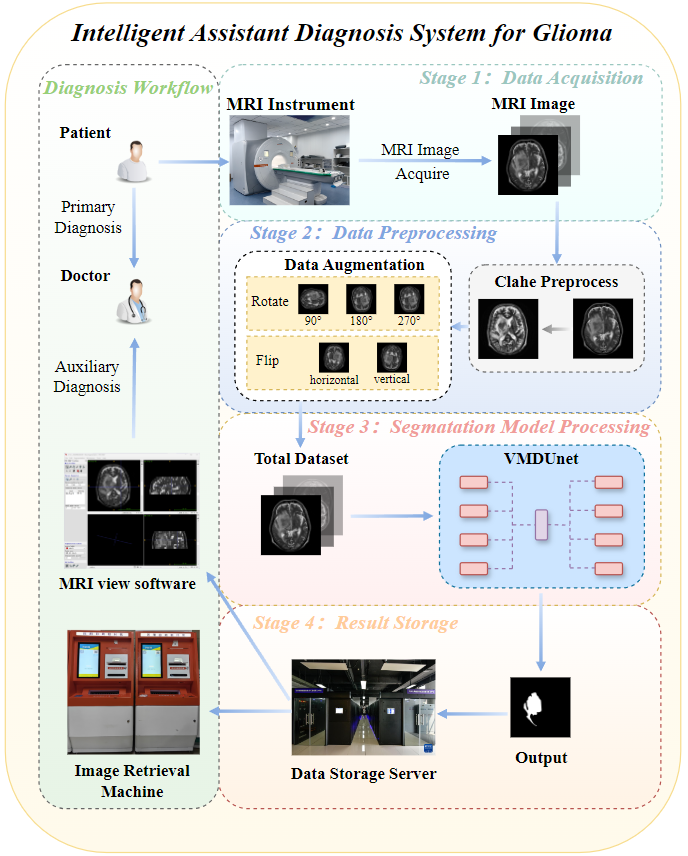 Intelligent Assistant Diagnosis System for Glioma
Diagnosis Workflow
Patient
Primary
Diagnosis
Doctor
Auxiliary
Diagnosis
MRI view software
Image Retrieval
Machine
Stage 1：Data Acquisition
MRI Instrument
MRI Image
Acquire
MRI Image
Stage 2：Data Preprocessing
Data Augmentation
Rotate
90°
180°
270°
Flip
horizontal
vertical
Clahe Preprocess
Stage 3：Segmatation Model Processing
Total Dataset
VMDUnet
Stage 4：Result Storage
Data Storage Server
Output